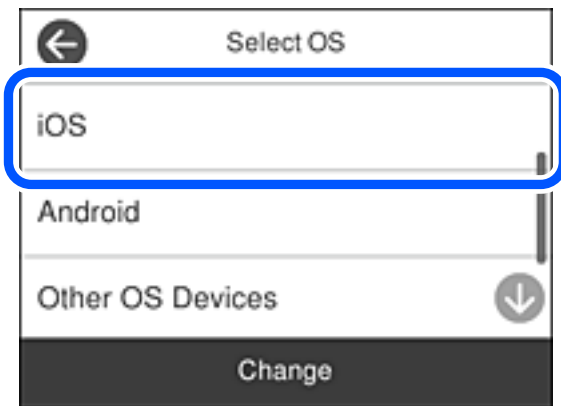 Select OS
iOS
Android
Other OS Devices
Change